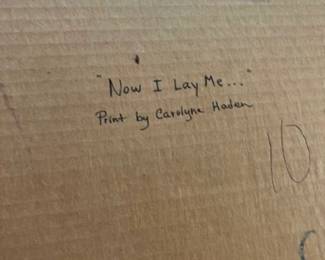 "Now I Lay Me..."
Print by Carolyne Haden
10